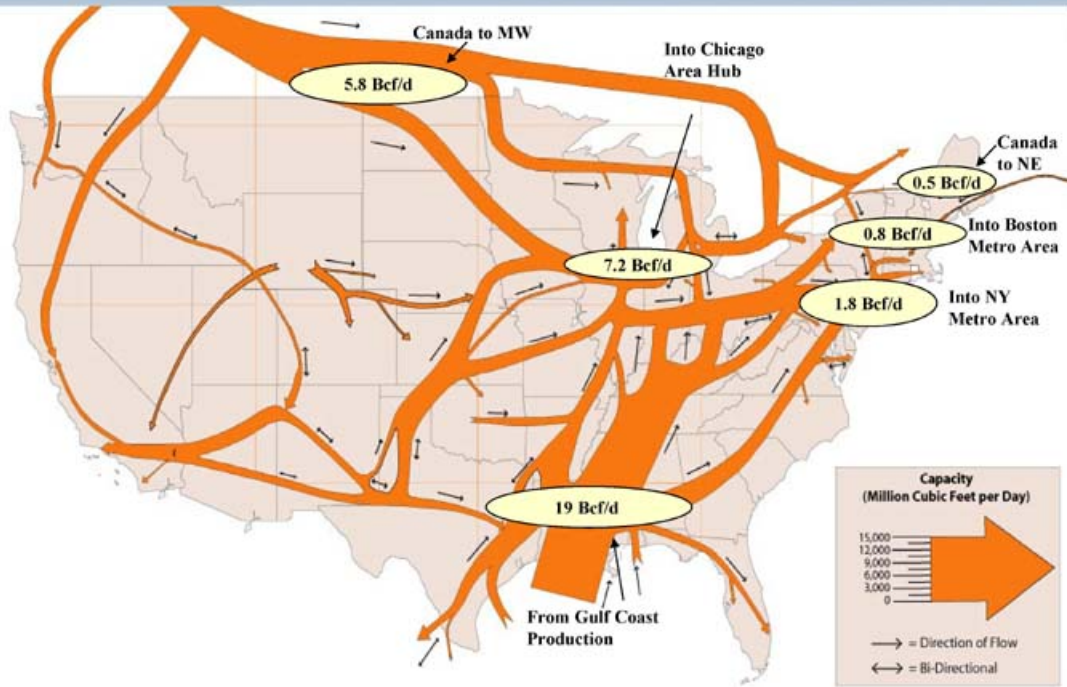 Canada to MW
5.8 Bcf/d
Into Chicago
Area Hub
Canada
to NE
0.5 Bcf/d
0.8 Bcf/d
Into Boston
Metro Area
7.2 Bcf/d
1.8 Bcf/d
Into NY
Metro Area
19 Bcf/d
From Gulf Coast
Production
Capacity
(Million Cubic Feet per Day)
15,000
12,000
9,000
6,000
3,000
0
= Direction of Flow
= Bi-Directional